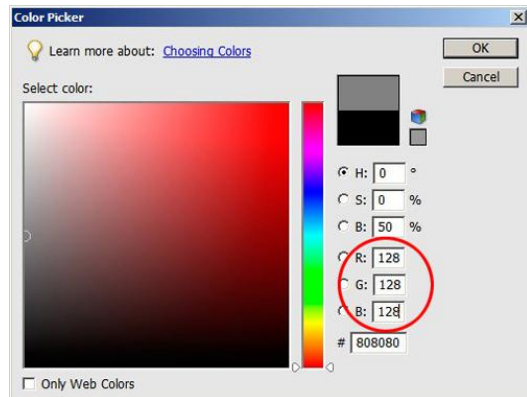 Color Picker
Learn more about: Choosing Colors
OK
Cancel
Select color:
H: 0 °
S: 0 %
B: 50 %
R: 128
G: 128
B: 128
# 808080
Only Web Colors